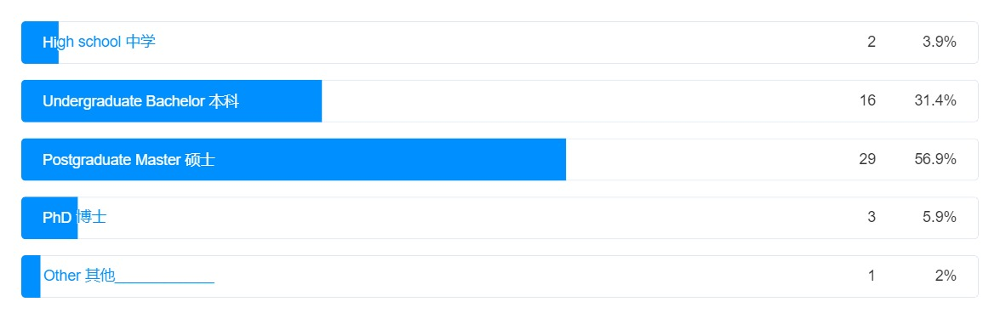 High school 中学 2 3.9%
Undergraduate Bachelor 本科 16 31.4%
Postgraduate Master 硕士 29 56.9%
PhD 博士 3 5.9%
Other 其他____________ 1 2%